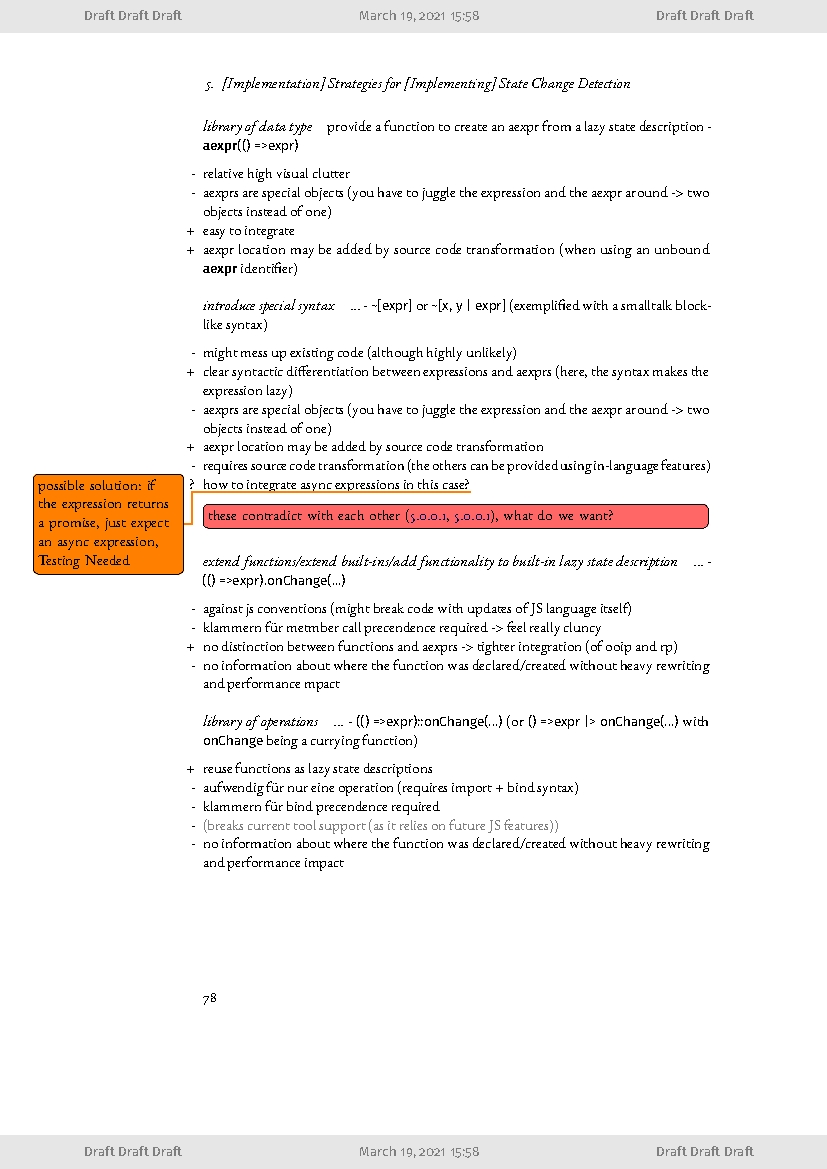 Draft Draft Draft March 19, 2021 15:58 Draft Draft Draft
5. [Implementation] Strategies for [Implementing] State Change Detection
library of data type provide a function to create an aexpr from a lazy state description -
aexpr(() =>expr)
- relative high visual clutter
- aexprs are special objects (you have to juggle the expression and the aexpr around -> two
objects instead of one)
+ easy to integrate
+ aexpr location may be added by source code transformation (when using an unbound
aexpr identifier)
introduce special syntax ... - ~[expr] or ~[x, y | expr] (exemplified with a smalltalk block-
like syntax)
- might mess up existing code (although highly unlikely)
+ clear syntactic differentiation between expressions and aexprs (here, the syntax makes the
expression lazy)
- aexprs are special objects (you have to juggle the expression and the aexpr around -> two
objects instead of one)
+ aexpr location may be added by source code transformation
- requires source code transformation (the others can be provided using in-language features)
? how to integrate async expressions in this case?
possible solution: if
the expression returns
a promise, just expect
an async expression,
Testing Needed
these contradict with each other (5.0.0.1, 5.0.0.1), what do we want?
extend functions/extend built-ins/add functionality to built-in lazy state description ... -
(() =>expr).onChange(...)
- against js conventions (might break code with updates of JS language itself)
- klammern für metmber call precendence required -> feel really cluncy
+ no distinction between functions and aexprs -> tighter integration (of ooip and rp)
- no information about where the function was declared/created without heavy rewriting
and performance mpact
library of operations ... - (() =>expr)::onChange(...) (or () =>expr |> onChange(...) with
onChange being a currying function)
+ reuse functions as lazy state descriptions
- aufwendig für nur eine operation (requires import + bind syntax)
- klammern für bind precendence required
- (breaks current tool support (as it relies on future JS features))
- no information about where the function was declared/created without heavy rewriting
and performance impact
78
Draft Draft Draft March 19, 2021 15:58 Draft Draft Draft